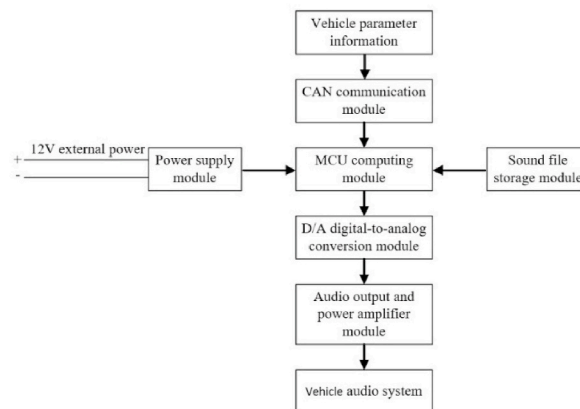 Vehicle parameter
information
CAN communication
module
12V external power
+
-
Power supply
module
MCU computing
module
Sound file
storage module
D/A digital-to-analog
conversion module
Audio output and
power amplifier
module
Vehicle audio system